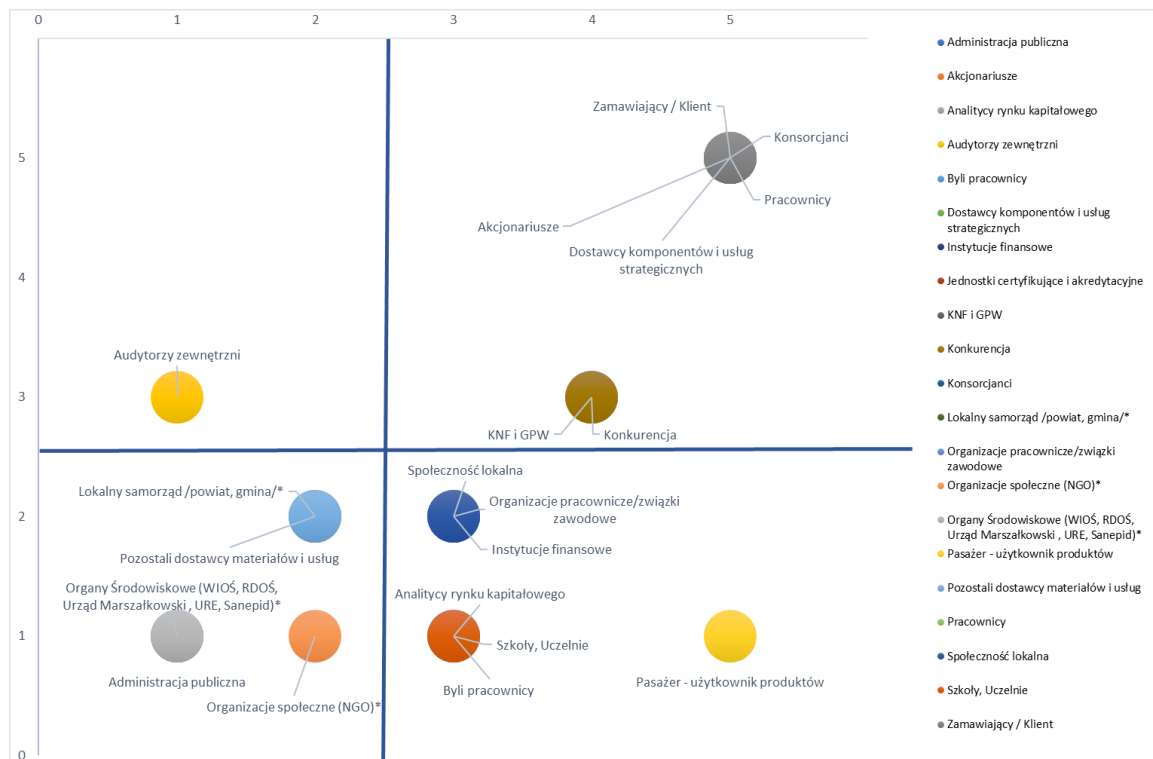 0 1 2 3 4 5
5
4
3
2
1
0
Zamawiający / Klient
Konsorcjanci
Pracownicy
Akcjonariusze
Dostawcy komponentów i usług
strategicznych
Audytorzy zewnętrzni
KNF i GPW
Konkurencja
Lokalny samorząd /powiat, gmina/*
Pozostali dostawcy materiałów i usług
Społeczność lokalna
Organizacje pracownicze/związki
zawodowe
Instytucje finansowe
Organy Środowiskowe (WIOŚ, RDOŚ,
Urząd Marszałkowski , URE, Sanepid)*
Administracja publiczna
Organizacje społeczne (NGO)*
Analitycy rynku kapitałowego
Szkoły, Uczelnie
Byli pracownicy
Pasażer - użytkownik produktów
Administracja publiczna
Akcjonariusze
Analitycy rynku kapitałowego
Audytorzy zewnętrzni
Byli pracownicy
Dostawcy komponentów i usług
strategicznych
Instytucje finansowe
Jednostki certyfikujące i akredytacyjne
KNF i GPW
Konkurencja
Konsorcjanci
Lokalny samorząd /powiat, gmina/*
Organizacje pracownicze/związki
zawodowe
Organizacje społeczne (NGO)*
Organy Środowiskowe (WIOŚ, RDOŚ,
Urząd Marszałkowski , URE, Sanepid)*
Pasażer - użytkownik produktów
Pozostali dostawcy materiałów i usług
Pracownicy
Społeczność lokalna
Szkoły, Uczelnie
Zamawiający / Klient